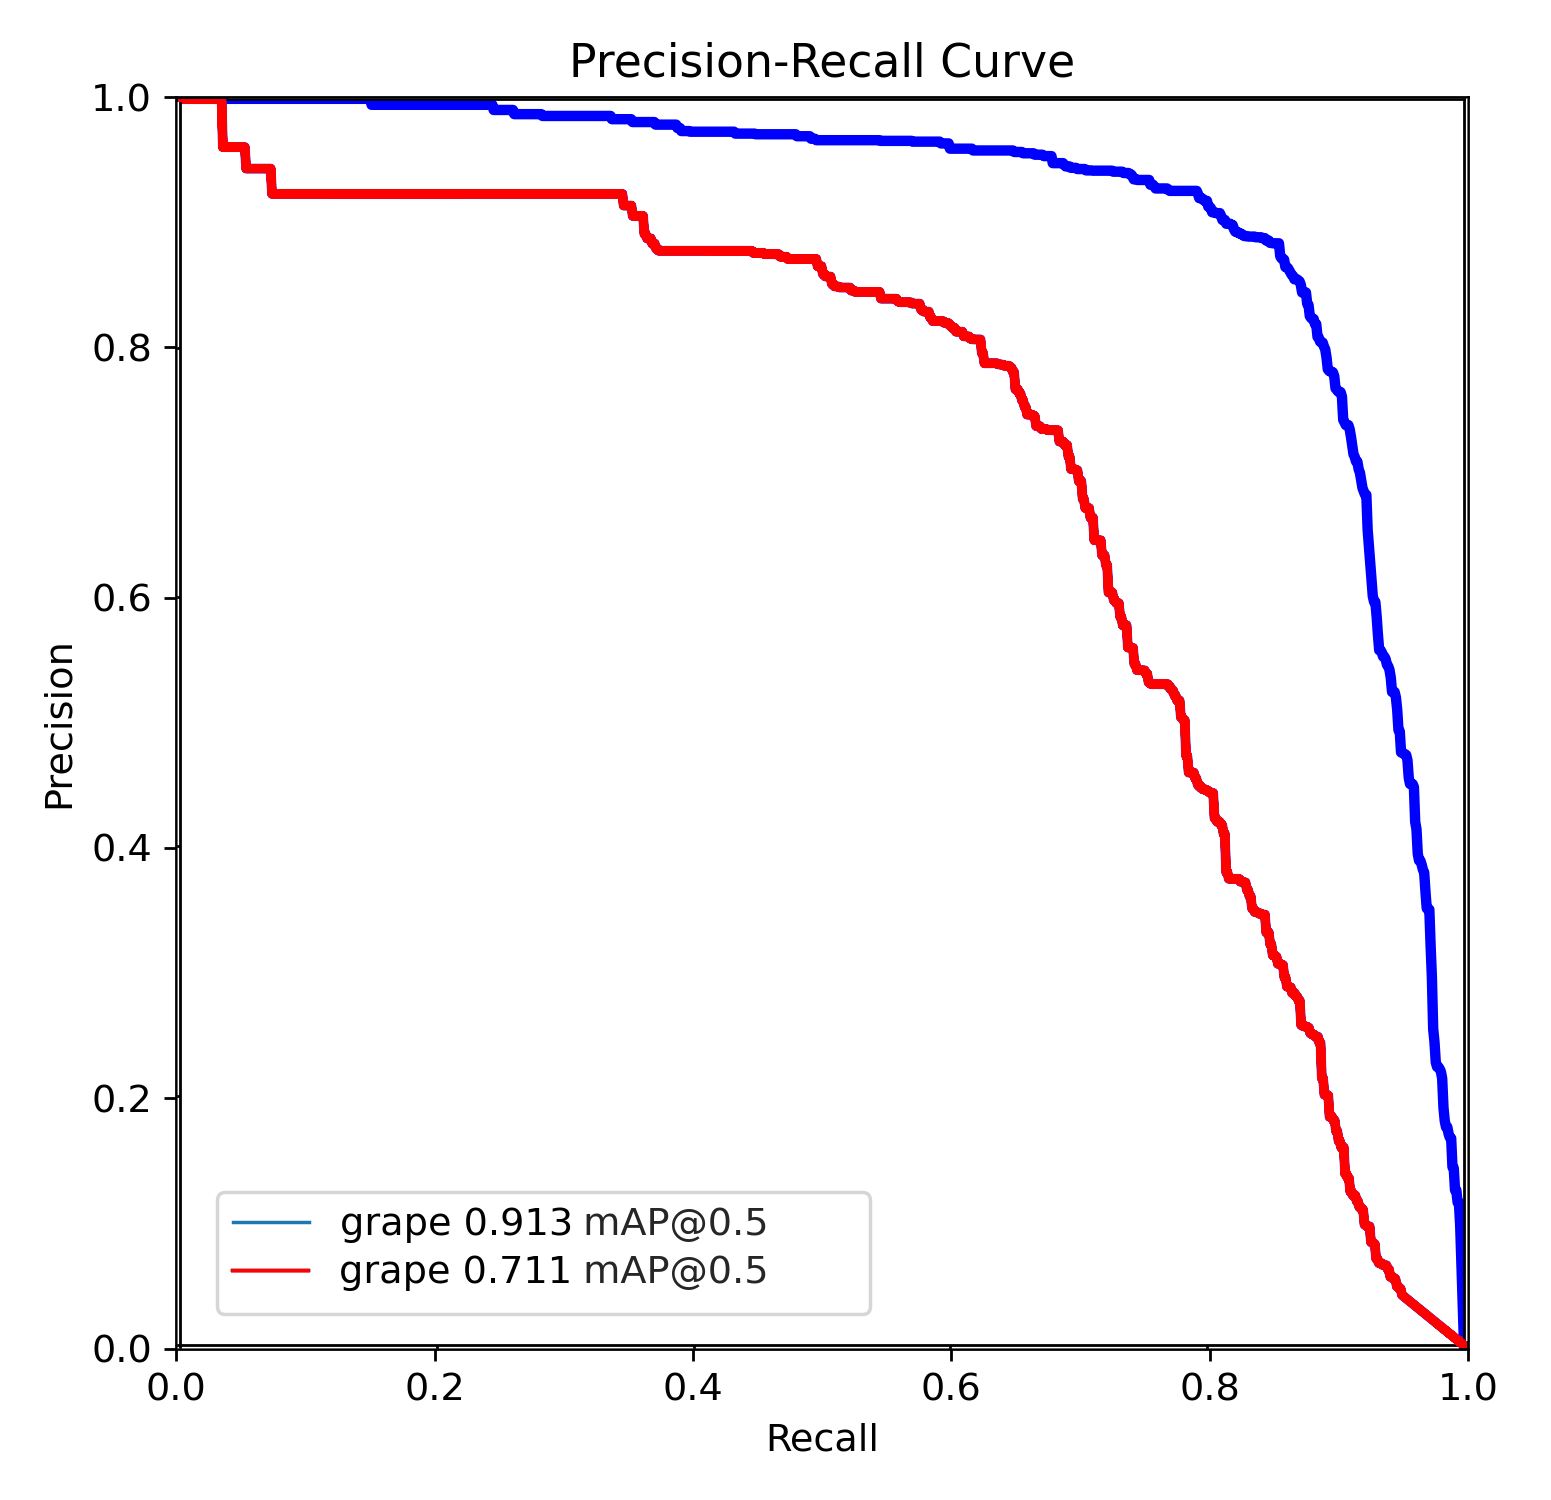 Precision-Recall Curve
1.0
0.8
0.6
0.4
0.2
0.0
Precision
grape 0.913 mAP@0.5
grape 0.711 mAP@0.5
0.0 0.2 0.4 0.6 0.8 1.0
Recall